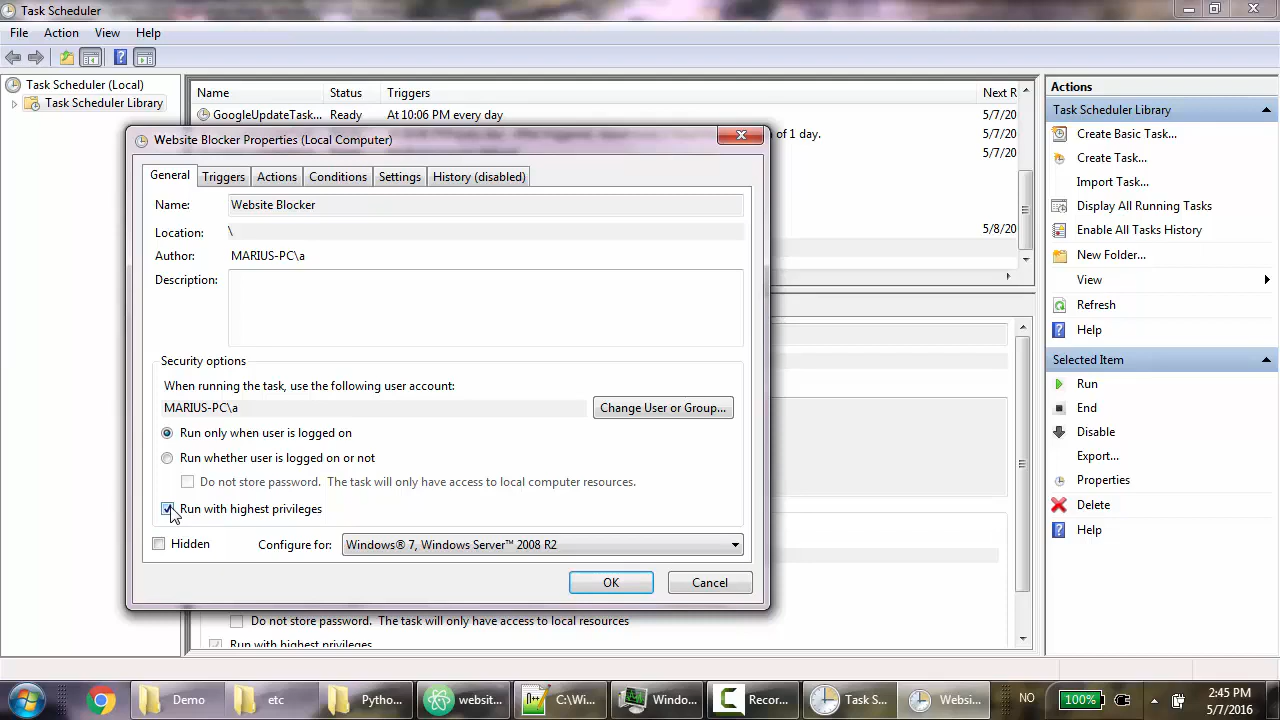 Task Scheduler
File Action View Help
Task Scheduler (Local)
Task Scheduler Library
Name Status Triggers Next R
GoogleUpdateTask... Ready At 10:06 PM every day 5/7/20
of 1 day. 5/7/20
5/7/20
5/8/20
Website Blocker Properties (Local Computer)
General Triggers Actions Conditions Settings History (disabled)
Name: Website Blocker
Location: \
Author: MARIUS-PC\a
Description:
Security options
When running the task, use the following user account:
MARIUS-PC\a Change User or Group...
Run only when user is logged on
Run whether user is logged on or not
Do not store password. The task will only have access to local computer resources.
Run with highest privileges
Hidden Configure for: Windows® 7, Windows Server™ 2008 R2
OK Cancel
Do not store password. The task will only have access to local resources
Run with highest privileges
Actions
Task Scheduler Library
Create Basic Task...
Create Task...
Import Task...
Display All Running Tasks
Enable All Tasks History
New Folder...
View
Refresh
Help
Selected Item
Run
End
Disable
Export...
Properties
Delete
Help
Demo etc Pytho... websit... C:\Win... Windo... Recor... Task S... Websi... NO 100% 2:45 PM
5/7/2016